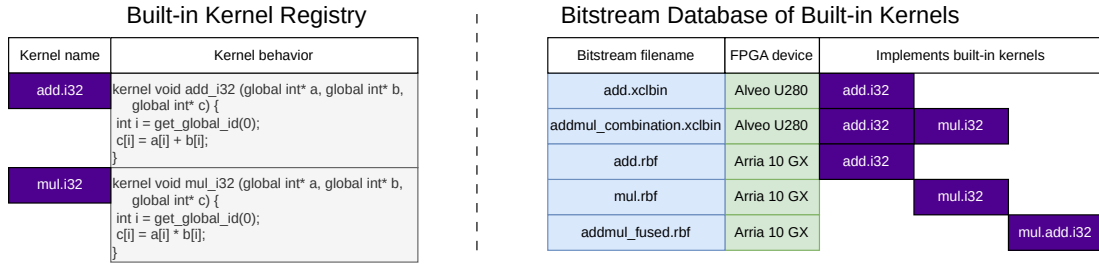 Built-in Kernel Registry
Kernel name Kernel behavior
add.i32
kernel void add_i32 (global int* a, global int* b,
global int* c) {
int i = get_global_id(0);
c[i] = a[i] + b[i];
}
mul.i32
kernel void mul_i32 (global int* a, global int* b,
global int* c) {
int i = get_global_id(0);
c[i] = a[i] * b[i];
}
Bitstream Database of Built-in Kernels
Bitstream filename FPGA device Implements built-in kernels
add.xclbin Alveo U280 add.i32
addmul_combination.xclbin Alveo U280 add.i32 mul.i32
add.rbf Arria 10 GX add.i32
mul.rbf Arria 10 GX mul.i32
addmul_fused.rbf Arria 10 GX mul.add.i32